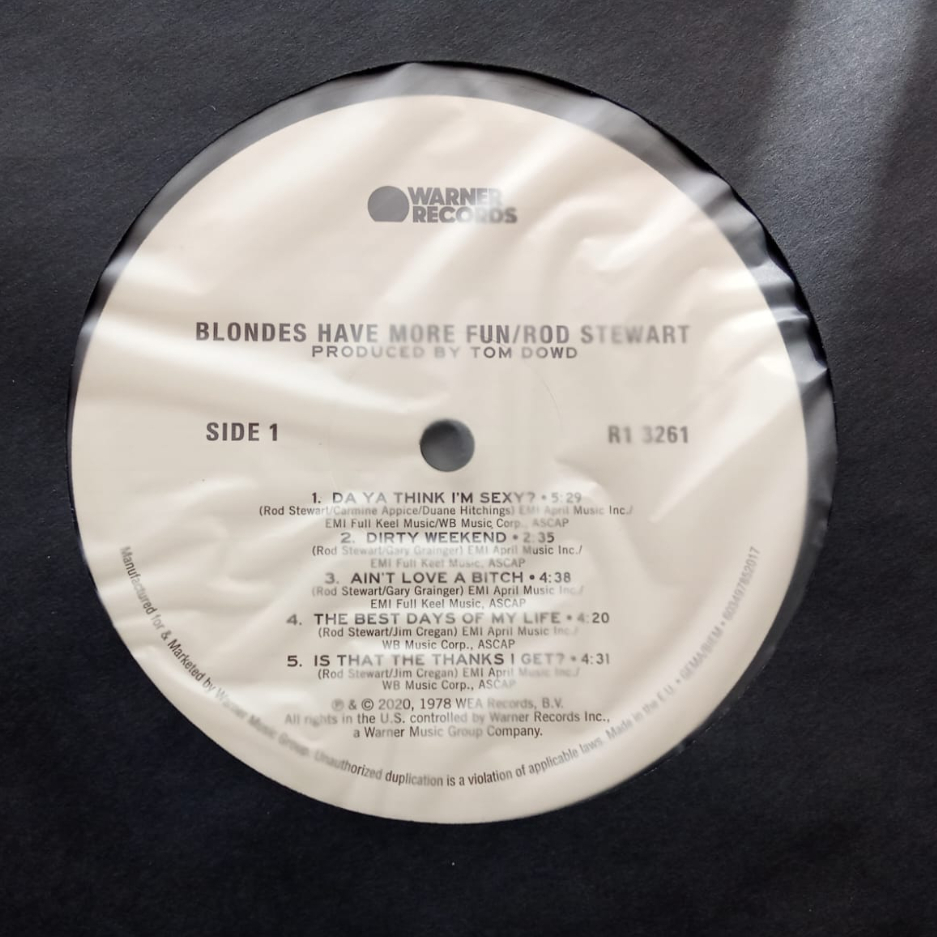 WARNER
RECORDS
BLONDES HAVE MORE FUN/ROD STEWART
PRODUCED BY TOM DOWD
SIDE 1
R1 3261
1. DA YA THINK I'M SEXY? • 5:29
(Rod Stewart/Carmine Appice/Duane Hitchings) EMI April Music Inc./
EMI Full Keel Music/WB Music Corp., ASCAP
2. DIRTY WEEKEND • 2:35
(Rod Stewart/Gary Grainger) EMI April Music Inc./
EMI Full Keel Music, ASCAP
3. AIN'T LOVE A BITCH • 4:38
(Rod Stewart/Gary Grainger) EMI April Music Inc./
EMI Full Keel Music, ASCAP
4. THE BEST DAYS OF MY LIFE • 4:20
(Rod Stewart/Jim Cregan) EMI April Music Inc./
WB Music Corp., ASCAP
5. IS THAT THE THANKS I GET? • 4:31
(Rod Stewart/Jim Cregan) EMI April Music Inc./
WB Music Corp., ASCAP
℗ & © 2020, 1978 WEA Records, B.V.
All rights in the U.S. controlled by Warner Records Inc.,
a Warner Music Group Company.
Manufactured for & Marketed by Warner Music Group. Unauthorized duplication is a violation of applicable laws. Made in the E.U. • GEMA/BIEM • 603497852017